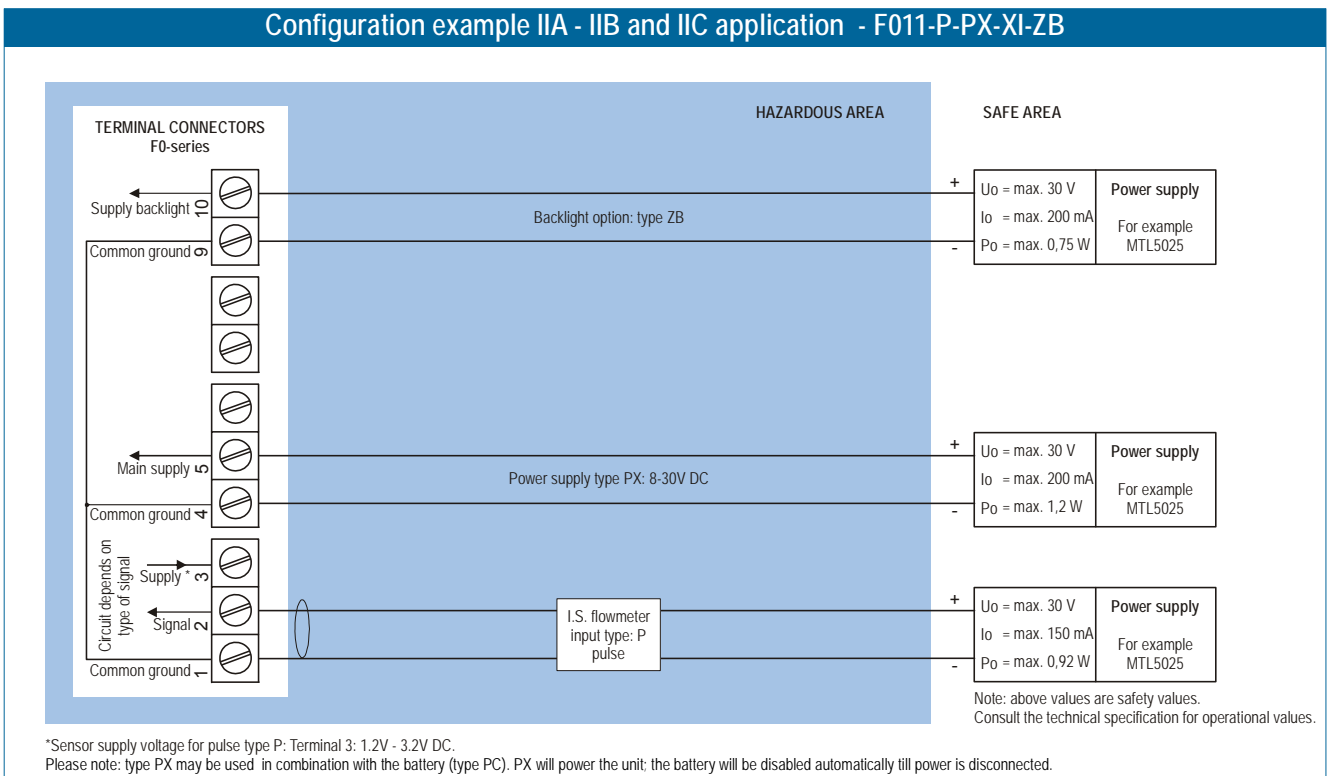 Configuration example IIA - IIB and IIC application - F011-P-PX-XI-ZB
HAZARDOUS AREA
SAFE AREA
TERMINAL CONNECTORS
F0-series
Supply backlight 10
Common ground 9
Backlight option: type ZB
+
-
Uo = max. 30 V
Io = max. 200 mA
Po = max. 0,75 W
Power supply
For example
MTL5025
Main supply 5
Common ground 4
Power supply type PX: 8-30V DC
+
-
Uo = max. 30 V
Io = max. 200 mA
Po = max. 1,2 W
Power supply
For example
MTL5025
Circuit depends on
type of signal
Supply * 3
Signal 2
Common ground 1
I.S. flowmeter
input type: P
pulse
+
-
Uo = max. 30 V
Io = max. 150 mA
Po = max. 0,92 W
Power supply
For example
MTL5025
Note: above values are safety values.
Consult the technical specification for operational values.
*Sensor supply voltage for pulse type P: Terminal 3: 1.2V - 3.2V DC.
Please note: type PX may be used in combination with the battery (type PC). PX will power the unit; the battery will be disabled automatically till power is disconnected.